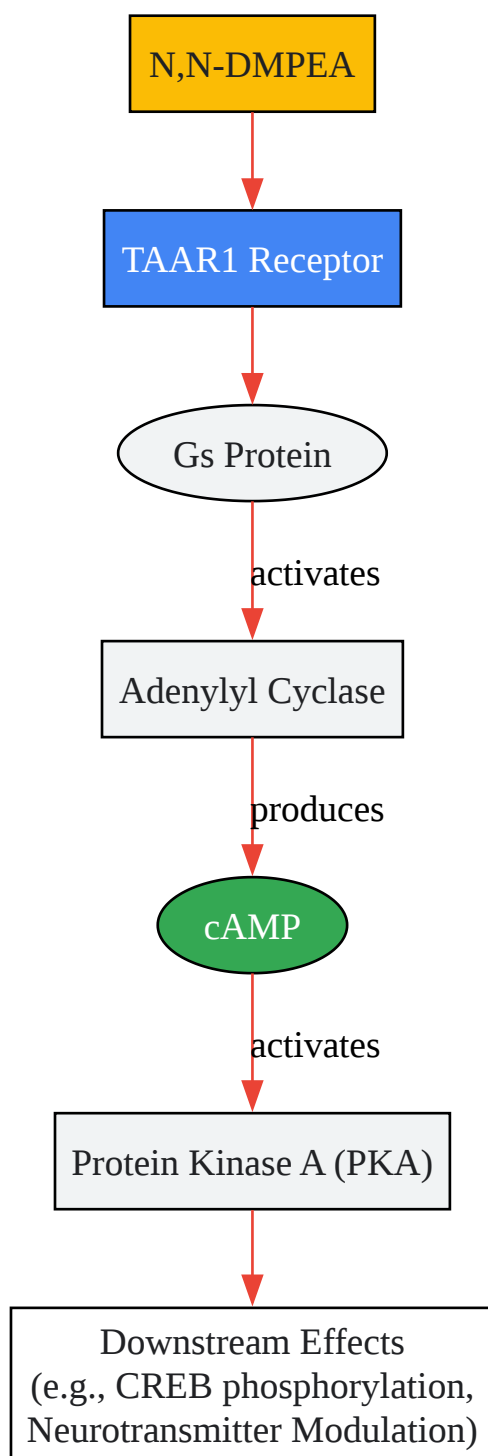 N,N-DMPEA
TAAR1 Receptor
Gs Protein
activates
Adenylyl Cyclase
produces
cAMP
activates
Protein Kinase A (PKA)
Downstream Effects
(e.g., CREB phosphorylation,
Neurotransmitter Modulation)